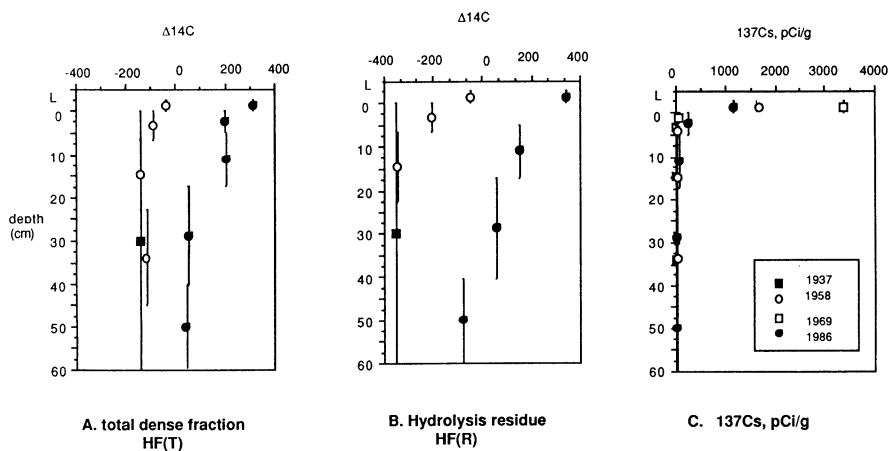 Δ14C
-400 -200 0 200 400
L
0
10
20
30
40
50
60
depth
(cm)
A. total dense fraction
HF(T)
Δ14C
-400 -200 0 200 400
L
0
10
20
30
40
50
60
B. Hydrolysis residue
HF(R)
137Cs, pCi/g
0 1000 2000 3000 4000
L
0
10
20
30
40
50
60
1937
1958
1969
1986
C. 137Cs, pCi/g